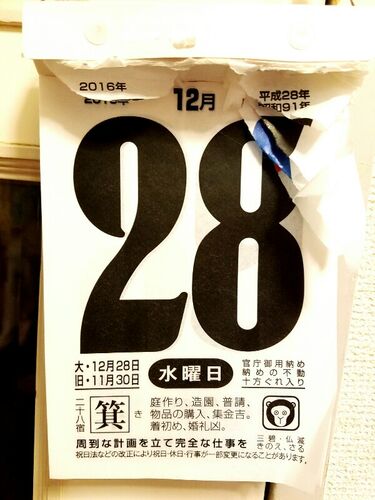 2016年
12月
平成28年
昭和91年
28
大・12月28日
旧・11月30日
水曜日
官庁御用納め
納めの不動
十方ぐれ入り
二十八宿
箕
き
庭作り、造園、普請、
物品の購入、集金吉。
着初め、婚礼凶。
三碧・仏滅
きのえ、さる
周到な計画を立て完全な仕事を
祝日法などの改正により祝日・休日・行事が一部変更になることがあります。